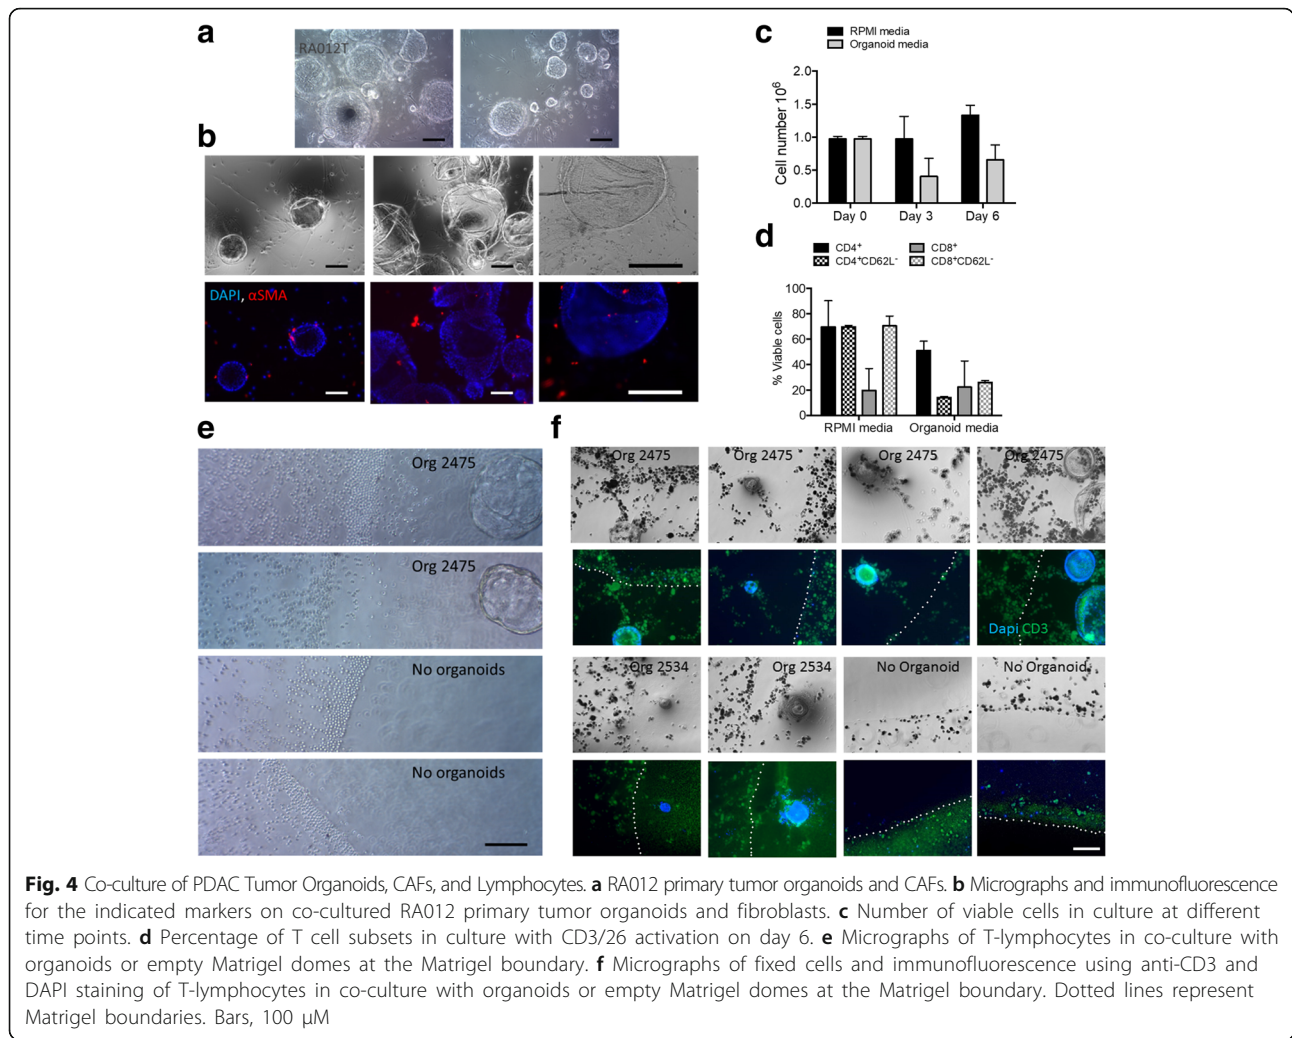 a
RA012T
b
DAPI, αSMA
c
RPMI media
Organoid media
Cell number 10⁶
2.0
1.5
1.0
0.5
0.0
Day 0 Day 3 Day 6
d
CD4⁺ CD8⁺
CD4⁺CD62L⁻ CD8⁺CD62L⁻
% Viable cells
100
80
60
40
20
0
RPMI media Organoid media
e
Org 2475
Org 2475
No organoids
No organoids
f
Org 2475 Org 2475 Org 2475 Org 2475
Dapi CD3
Org 2534 Org 2534 No Organoid No Organoid
Fig. 4 Co-culture of PDAC Tumor Organoids, CAFs, and Lymphocytes. a RA012 primary tumor organoids and CAFs. b Micrographs and immunofluorescence
for the indicated markers on co-cultured RA012 primary tumor organoids and fibroblasts. c Number of viable cells in culture at different
time points. d Percentage of T cell subsets in culture with CD3/26 activation on day 6. e Micrographs of T-lymphocytes in co-culture with
organoids or empty Matrigel domes at the Matrigel boundary. f Micrographs of fixed cells and immunofluorescence using anti-CD3 and
DAPI staining of T-lymphocytes in co-culture with organoids or empty Matrigel domes at the Matrigel boundary. Dotted lines represent
Matrigel boundaries. Bars, 100 μM